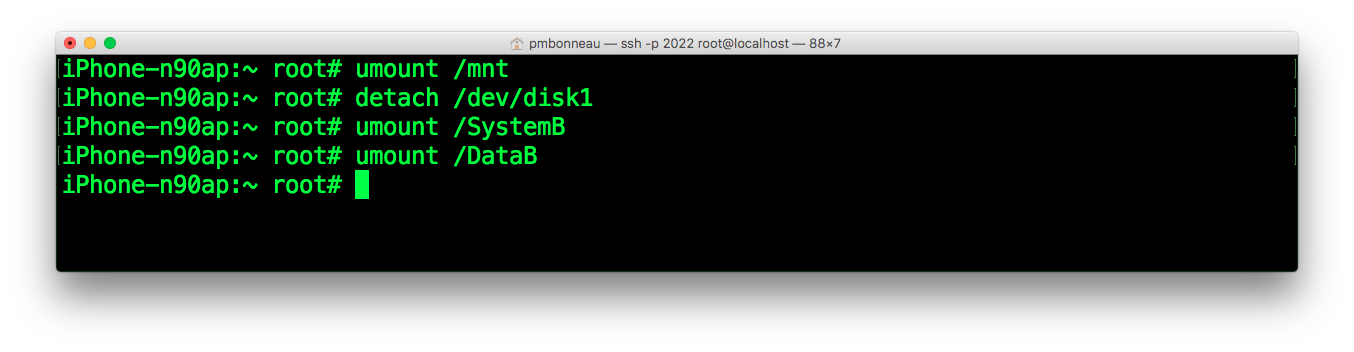 pmbonneau — ssh -p 2022 root@localhost — 88×7
[iPhone-n90ap:~ root# umount /mnt ]
[iPhone-n90ap:~ root# detach /dev/disk1 ]
[iPhone-n90ap:~ root# umount /SystemB ]
[iPhone-n90ap:~ root# umount /DataB ]
iPhone-n90ap:~ root#